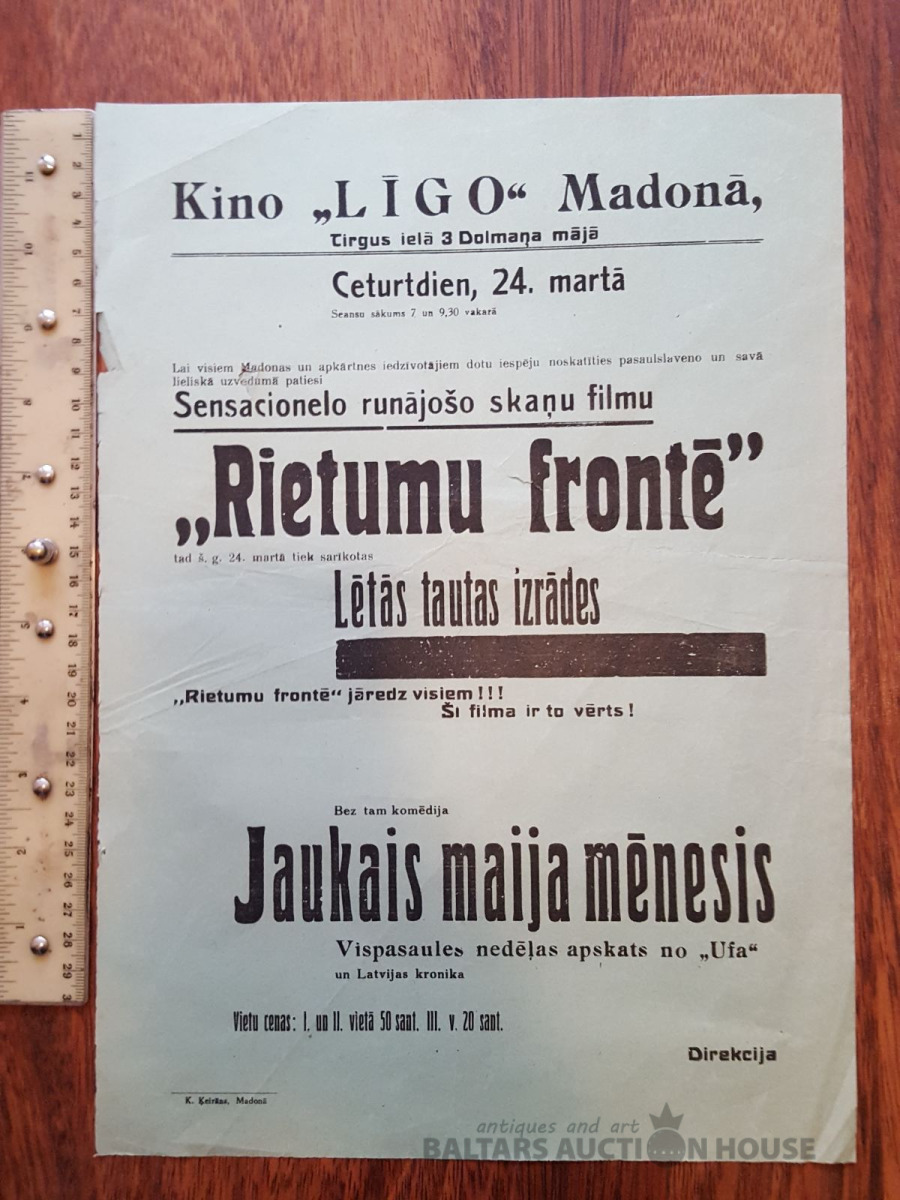 Kino „LĪGO“ Madonā,
Tirgus ielā 3 Dolmaņa mājā
Ceturtdien, 24. martā
Seansu sākums 7 un 9,30 vakarā
Lai visiem Madonas un apkārtnes iedzīvotājiem dotu iespēju noskatīties pasaulslaveno un savā
lieliskā uzvedumā patiesi
Sensacionelo runājošo skaņu filmu
„Rietumu frontē”
tad š. g. 24. martā tiek sarīkotas
Lētās tautas izrādes
„Rietumu frontē“ jāredz visiem!!!
Šī filma ir to vērts!
Bez tam komēdija
Jaukais maija mēnesis
Vispasaules nedēļas apskats no „Ufa“
un Latvijas kronika
Vietu cenas: I. un II. vietā 50 sant. III. v. 20 sant.
Direkcija
K. Ķeirāns, Madonā
antiques and art
BALTARS AUCTION HOUSE